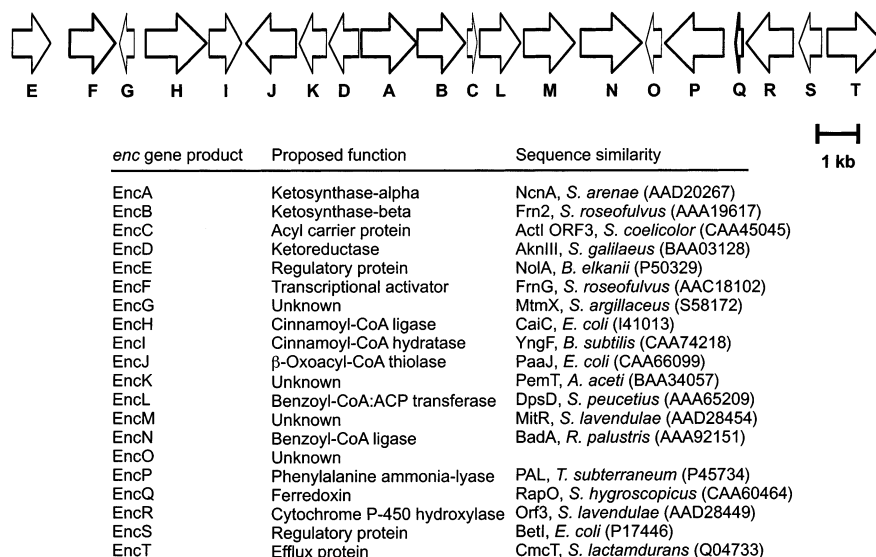 E F G H I J K D A B C L M N O P Q R S T
1 kb
enc gene product Proposed function Sequence similarity
EncA Ketosynthase-alpha NcnA, S. arenae (AAD20267)
EncB Ketosynthase-beta Frn2, S. roseofulvus (AAA19617)
EncC Acyl carrier protein ActI ORF3, S. coelicolor (CAA45045)
EncD Ketoreductase AknIII, S. galilaeus (BAA03128)
EncE Regulatory protein NolA, B. elkanii (P50329)
EncF Transcriptional activator FrnG, S. roseofulvus (AAC18102)
EncG Unknown MtmX, S. argillaceus (S58172)
EncH Cinnamoyl-CoA ligase CaiC, E. coli (I41013)
EncI Cinnamoyl-CoA hydratase YngF, B. subtilis (CAA74218)
EncJ β-Oxoacyl-CoA thiolase PaaJ, E. coli (CAA66099)
EncK Unknown PemT, A. aceti (BAA34057)
EncL Benzoyl-CoA:ACP transferase DpsD, S. peucetius (AAA65209)
EncM Unknown MitR, S. lavendulae (AAD28454)
EncN Benzoyl-CoA ligase BadA, R. palustris (AAA92151)
EncO Unknown
EncP Phenylalanine ammonia-lyase PAL, T. subterraneum (P45734)
EncQ Ferredoxin RapO, S. hygroscopicus (CAA60464)
EncR Cytochrome P-450 hydroxylase Orf3, S. lavendulae (AAD28449)
EncS Regulatory protein BetI, E. coli (P17446)
EncT Efflux protein CmcT, S. lactamdurans (Q04733)